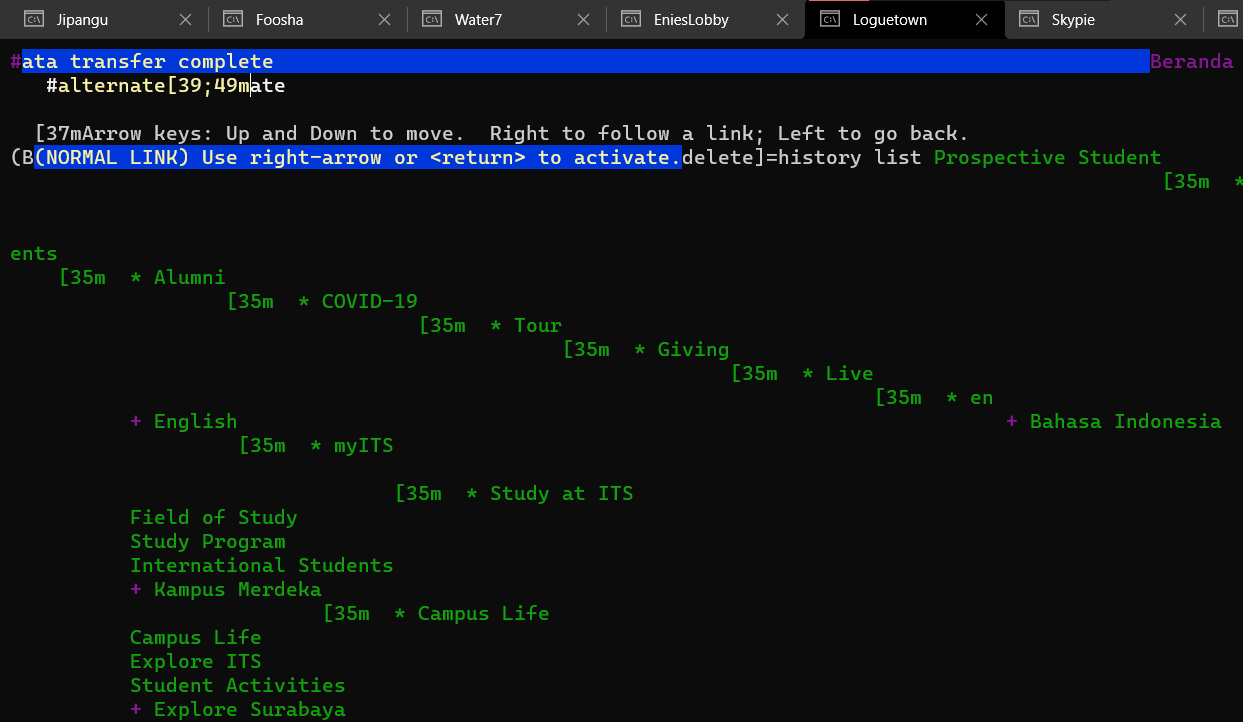 Jipangu Foosha Water7 EniesLobby Loguetown Skypie
#ata transfer complete Beranda
#alternate[39;49mate
[37mArrow keys: Up and Down to move.  Right to follow a link; Left to go back.
(B(NORMAL LINK) Use right-arrow or <return> to activate.delete]=history list Prospective Student
[35m  *
ents
[35m  * Alumni
[35m  * COVID-19
[35m  * Tour
[35m  * Giving
[35m  * Live
[35m  * en
+ English + Bahasa Indonesia
[35m  * myITS
[35m  * Study at ITS
Field of Study
Study Program
International Students
+ Kampus Merdeka
[35m  * Campus Life
Campus Life
Explore ITS
Student Activities
+ Explore Surabaya